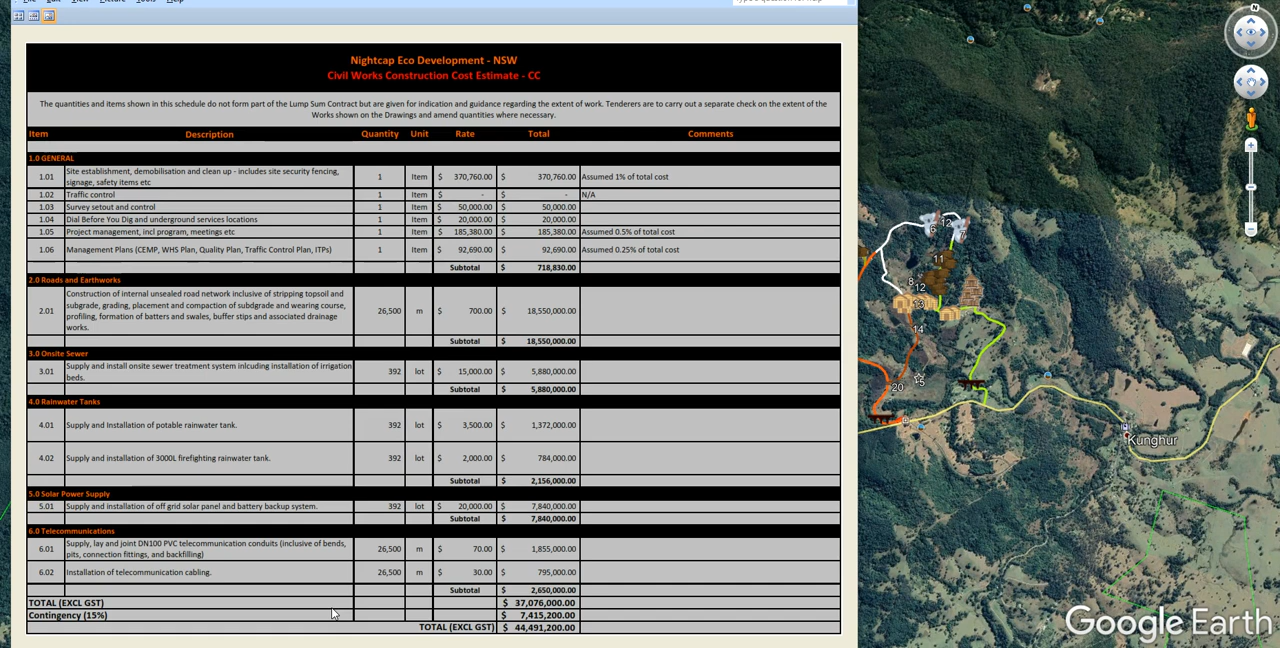 Nightcap Eco Development - NSW
Civil Works Construction Cost Estimate - CC
The quantities and items shown in this schedule do not form part of the Lump Sum Contract but are given for indication and guidance regarding the extent of work. Tenderers are to carry out a separate check on the extent of the
Works shown on the Drawings and amend quantities where necessary.
Item Description Quantity Unit Rate Total Comments
1.0 GENERAL
1.01 Site establishment, demobilisation and clean up - includes site security fencing,
signage, safety items etc 1 Item $ 370,760.00 $ 370,760.00 Assumed 1% of total cost
1.02 Traffic control 1 Item $ - $ - N/A
1.03 Survey setout and control 1 Item $ 50,000.00 $ 50,000.00
1.04 Dial Before You Dig and underground services locations 1 Item $ 20,000.00 $ 20,000.00
1.05 Project management, incl program, meetings etc 1 Item $ 185,380.00 $ 185,380.00 Assumed 0.5% of total cost
1.06 Management Plans (CEMP, WHS Plan, Quality Plan, Traffic Control Plan, ITPs) 1 Item $ 92,690.00 $ 92,690.00 Assumed 0.25% of total cost
Subtotal $ 718,830.00
2.0 Roads and Earthworks
Construction of internal unsealed road network inclusive of stripping topsoil and
2.01 subgrade, grading, placement and compaction of subdgrade and wearing course, 26,500 m $ 700.00 $ 18,550,000.00
profiling, formation of batters and swales, buffer stips and associated drainage
works.
Subtotal $ 18,550,000.00
3.0 Onsite Sewer
3.01 Supply and install onsite sewer treatment system inlcuding installation of irrigation
beds. 392 lot $ 15,000.00 $ 5,880,000.00
Subtotal $ 5,880,000.00
4.0 Rainwater Tanks
4.01 Supply and Installation of potable rainwater tank. 392 lot $ 3,500.00 $ 1,372,000.00
4.02 Supply and installation of 3000L firefighting rainwater tank. 392 lot $ 2,000.00 $ 784,000.00
Subtotal $ 2,156,000.00
5.0 Solar Power Supply
5.01 Supply and installation of off grid solar panel and battery backup system. 392 lot $ 20,000.00 $ 7,840,000.00
Subtotal $ 7,840,000.00
6.0 Telecommunications
6.01 Supply, lay and joint DN100 PVC telecommunication conduits (inclusive of bends,
pits, connection fittings, and backfilling) 26,500 m $ 70.00 $ 1,855,000.00
6.02 Installation of telecommunication cabling. 26,500 m $ 30.00 $ 795,000.00
Subtotal $ 2,650,000.00
TOTAL (EXCL GST) $ 37,076,000.00
Contingency (15%) $ 7,415,200.00
TOTAL (EXCL GST) $ 44,491,200.00
N
6
12
7
11
8
12
13
14
20
5
Kunghur
Google Earth